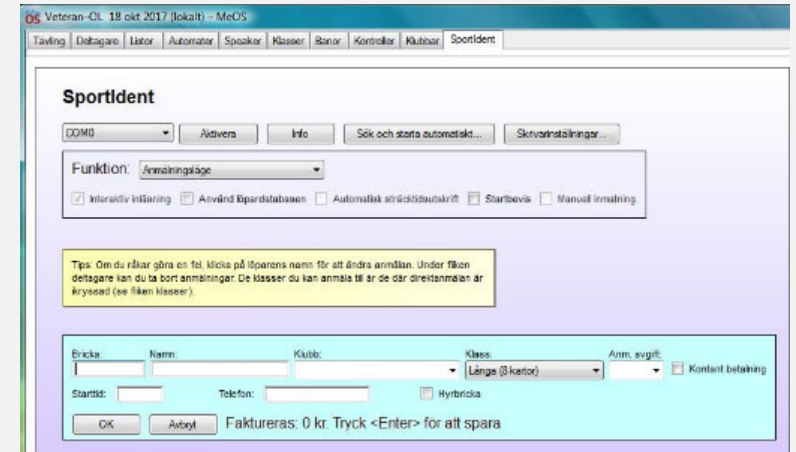 Veteran-OL 18 okt 2017 (lokalt) – MeOS
Tävling Deltagare Listor Automater Speaker Klasser Banor Kontroller Klubbar SportIdent
SportIdent
COM0 Aktivera Info Sök och starta automatiskt... Skrivarinställningar...
Funktion: Anmälningsläge
Interaktiv inläsning Använd löpardatabasen Automatisk sträcktidsutskrift Startbevis Manuell inmatning
Tips: Om du råkar göra en fel, klicka på löparens namn för att ändra anmälan. Under fliken
deltagare kan du ta bort anmälningar. De klasser du kan anmäla till är de där direktanmälan är
ikryssad (se fliken klasser).
Bricka: Namn: Klubb: Klass: Anm. avgift:
Långa (8 kartor) Kontant betalning
Starttid: Telefon: Hyrbricka
OK Avbryt Faktureras: 0 kr. Tryck <Enter> för att spara